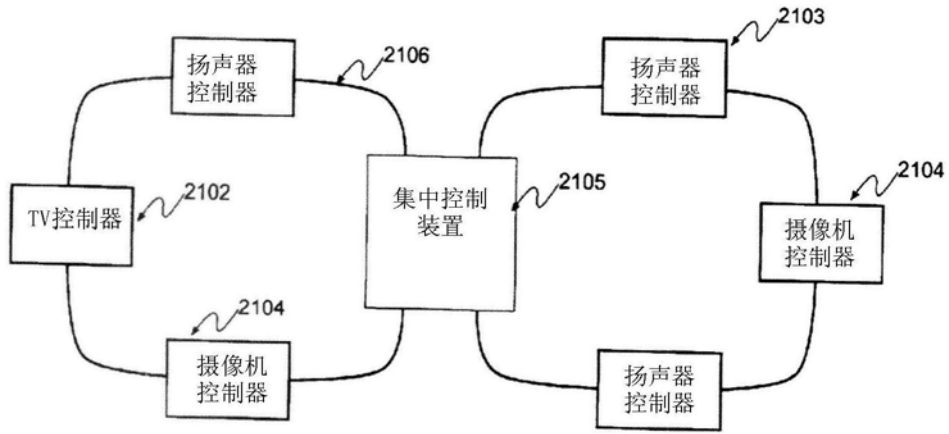 2103
扬声器
控制器
2106
扬声器
控制器
2102
TV控制器
集中控制
装置
2105
2104
摄像机
控制器
2104
摄像机
控制器
扬声器
控制器